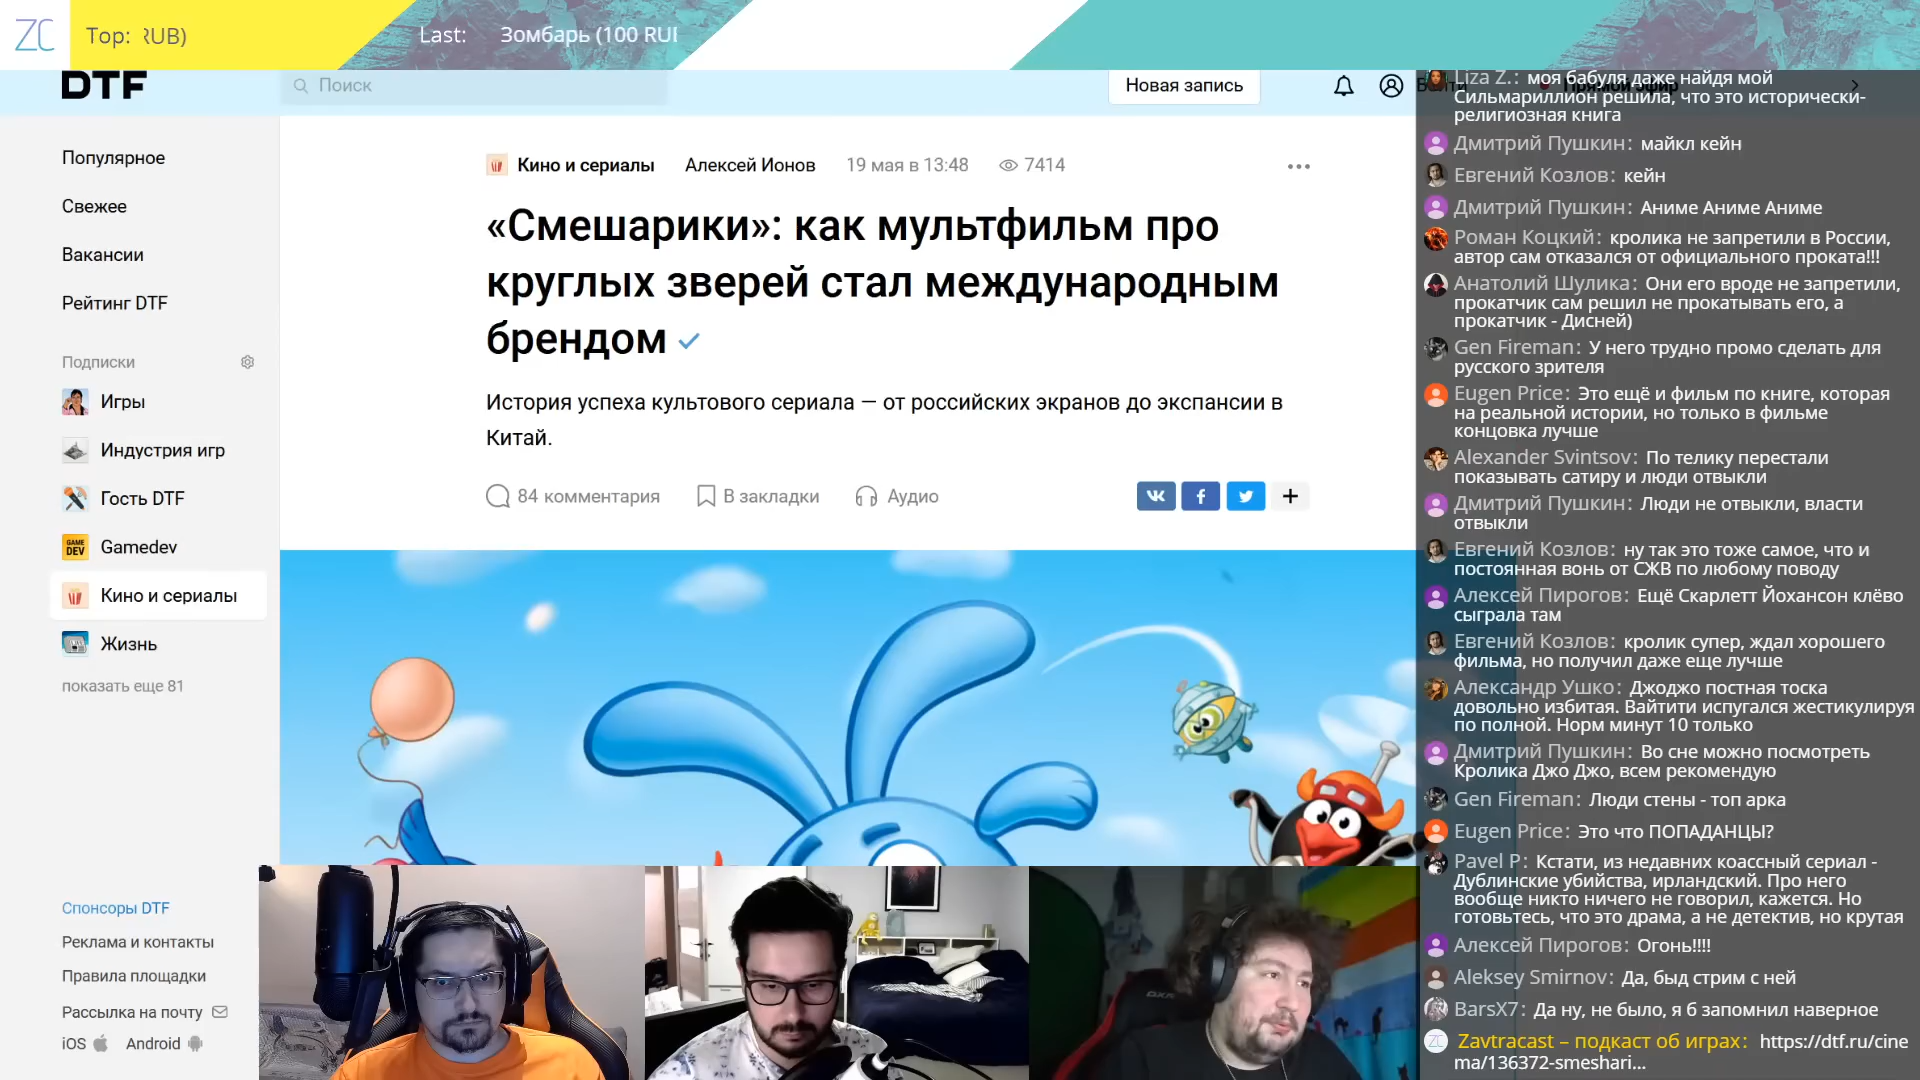 ZC
Top: RUB)
Last: Зомбарь (100 RUI
DTF
Поиск
Новая запись
Популярное
Свежее
Вакансии
Рейтинг DTF
Подписки
Игры
Индустрия игр
Гость DTF
GAME DEV Gamedev
Кино и сериалы
Жизнь
показать еще 81
Спонсоры DTF
Реклама и контакты
Правила площадки
Рассылка на почту
iOS Android
Кино и сериалы Алексей Ионов 19 мая в 13:48 7414
«Смешарики»: как мультфильм про
круглых зверей стал международным
брендом
История успеха культового сериала — от российских экранов до экспансии в
Китай.
84 комментария В закладки Аудио
Прямой эфир
Liza Z.: моя бабуля даже найдя мой
Сильмариллион решила, что это исторически-
религиозная книга
Дмитрий Пушкин: майкл кейн
Евгений Козлов: кейн
Дмитрий Пушкин: Аниме Аниме Аниме
Роман Коцкий: кролика не запретили в России,
автор сам отказался от официального проката!!!
Анатолий Шулика: Они его вроде не запретили,
прокатчик сам решил не прокатывать его, а
прокатчик - Дисней)
Gen Fireman: У него трудно промо сделать для
русского зрителя
Eugen Price: Это ещё и фильм по книге, которая
на реальной истории, но только в фильме
концовка лучше
Alexander Svintsov: По телику перестали
показывать сатиру и люди отвыкли
Дмитрий Пушкин: Люди не отвыкли, власти
отвыкли
Евгений Козлов: ну так это тоже самое, что и
постоянная вонь от СЖВ по любому поводу
Алексей Пирогов: Ещё Скарлетт Йохансон клёво
сыграла там
Евгений Козлов: кролик супер, ждал хорошего
фильма, но получил даже еще лучше
Александр Ушко: Джоджо постная тоска
довольно избитая. Вайтити испугался жестикулируя
по полной. Норм минут 10 только
Дмитрий Пушкин: Во сне можно посмотреть
Кролика Джо Джо, всем рекомендую
Gen Fireman: Люди стены - топ арка
Eugen Price: Это что ПОПАДАНЦЫ?
Pavel P: Кстати, из недавних коассный сериал -
Дублинские убийства, ирландский. Про него
вообще никто ничего не говорил, кажется. Но
готовьтесь, что это драма, а не детектив, но крутая
Алексей Пирогов: Огонь!!!!
Aleksey Smirnov: Да, быд стрим с ней
BarsX7: Да ну, не было, я б запомнил наверное
Zavtracast – подкаст об играх: https://dtf.ru/cine
ma/136372-smeshari...